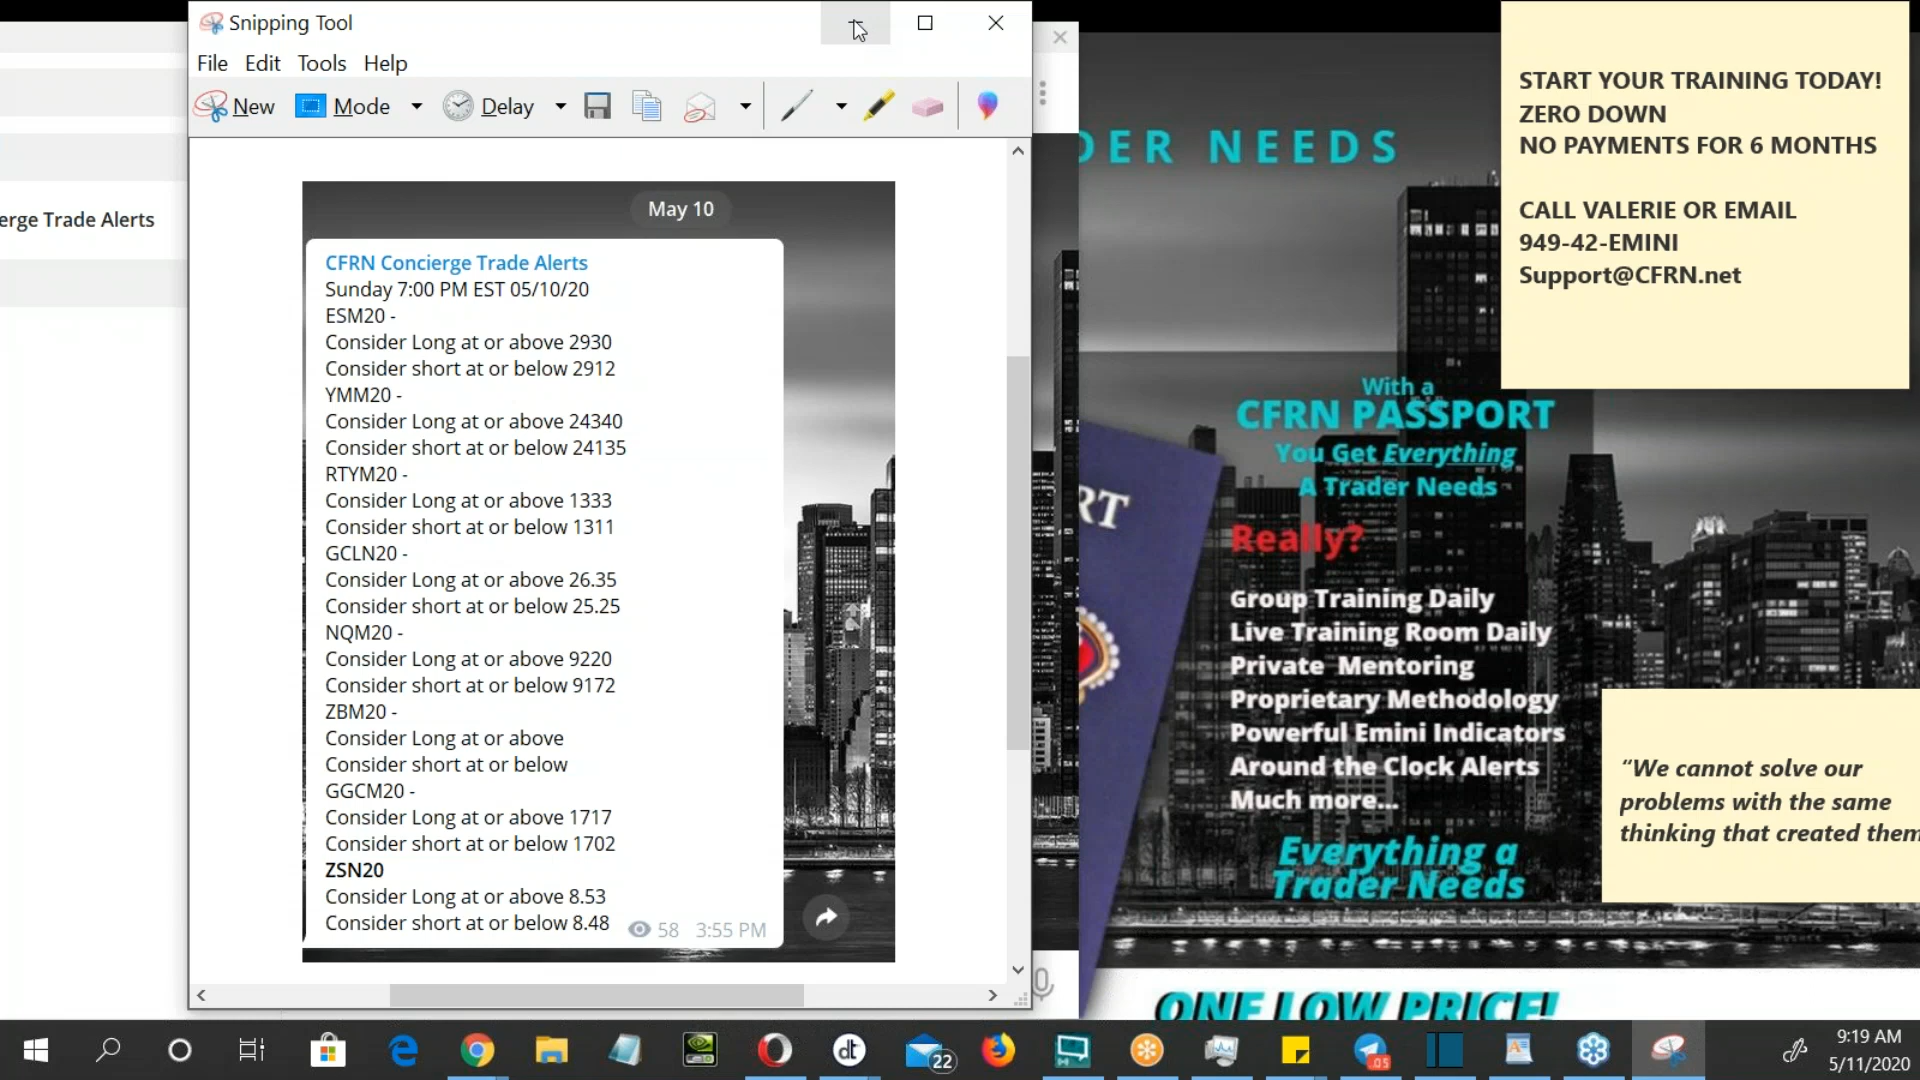 Snipping Tool
File Edit Tools Help
New Mode Delay
erge Trade Alerts
May 10
CFRN Concierge Trade Alerts
Sunday 7:00 PM EST 05/10/20
ESM20 -
Consider Long at or above 2930
Consider short at or below 2912
YMM20 -
Consider Long at or above 24340
Consider short at or below 24135
RTYM20 -
Consider Long at or above 1333
Consider short at or below 1311
GCLN20 -
Consider Long at or above 26.35
Consider short at or below 25.25
NQM20 -
Consider Long at or above 9220
Consider short at or below 9172
ZBM20 -
Consider Long at or above
Consider short at or below
GGCM20 -
Consider Long at or above 1717
Consider short at or below 1702
ZSN20
Consider Long at or above 8.53
Consider short at or below 8.48
58 3:55 PM
DER NEEDS
START YOUR TRAINING TODAY!
ZERO DOWN
NO PAYMENTS FOR 6 MONTHS
CALL VALERIE OR EMAIL
949-42-EMINI
Support@CFRN.net
With a
CFRN PASSPORT
You Get Everything
A Trader Needs
RT
Really?
Group Training Daily
Live Training Room Daily
Private Mentoring
Proprietary Methodology
Powerful Emini Indicators
Around the Clock Alerts
Much more...
Everything a
Trader Needs
“We cannot solve our
problems with the same
thinking that created them
ONE LOW PRICE!
dt
22
.05
9:19 AM
5/11/2020